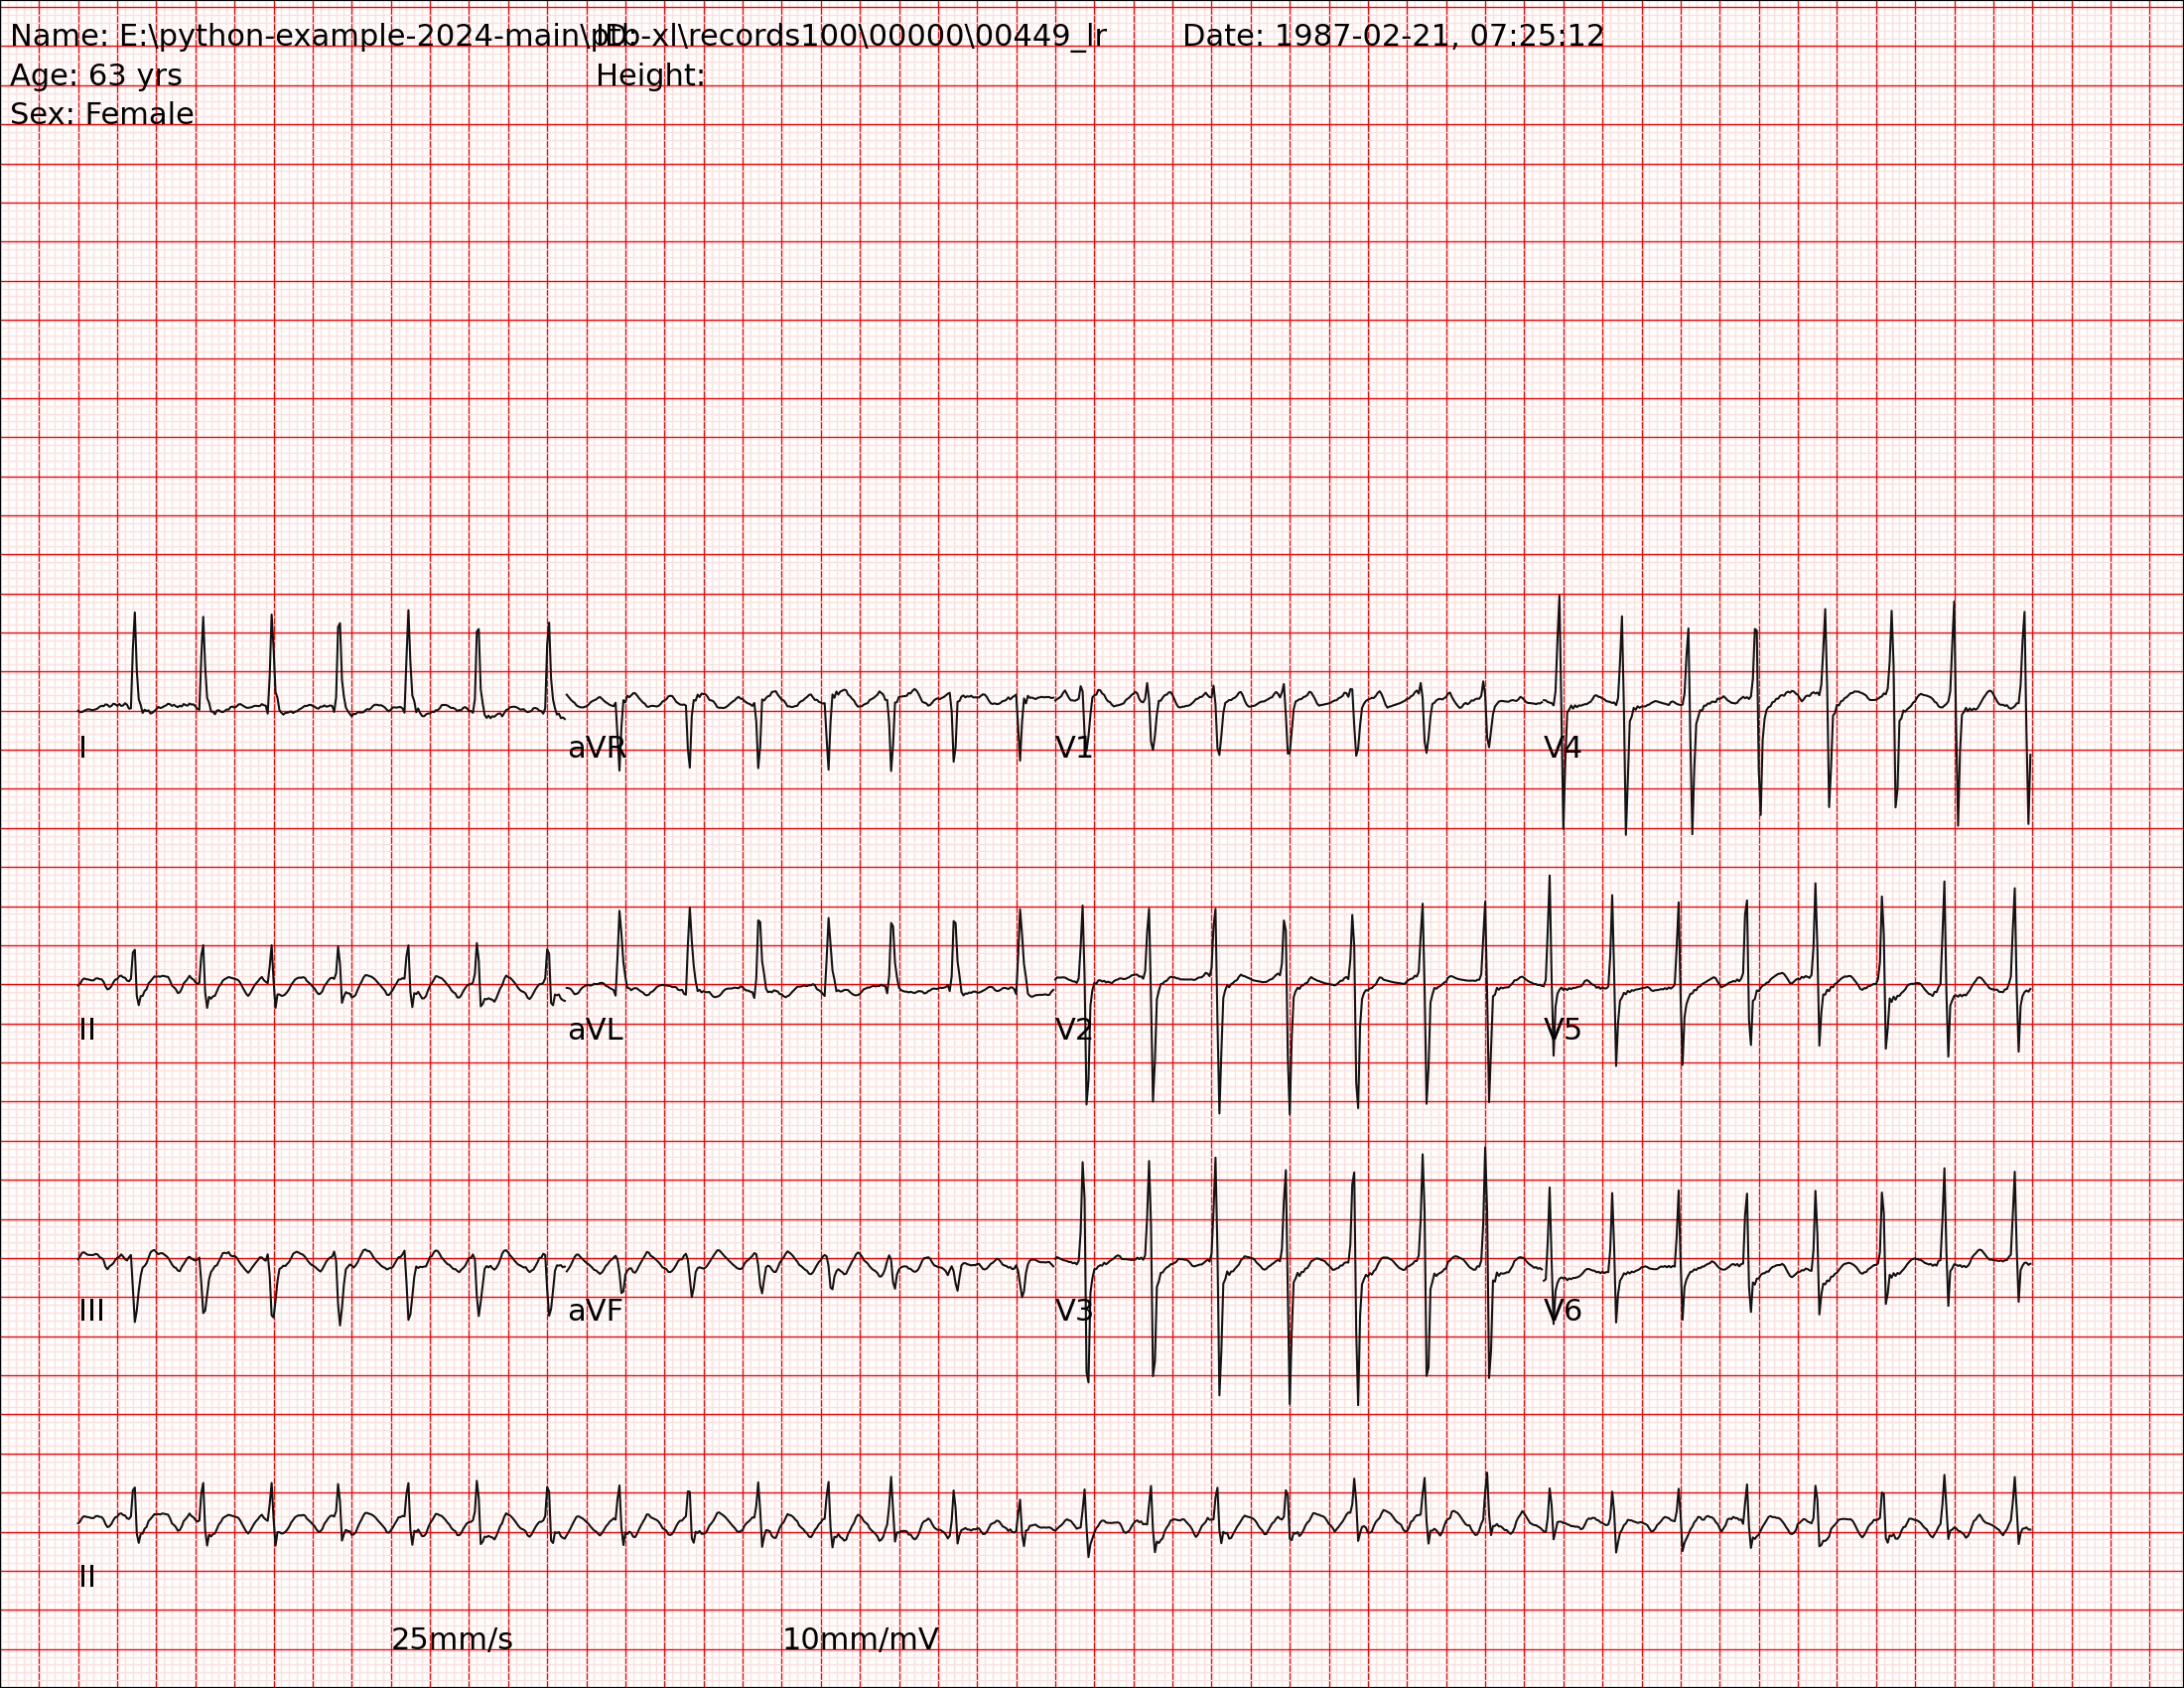 Name: E:\python-example-2024-main\ptb-xl\records100\00000\00449_lr ID: Date: 1987-02-21, 07:25:12
Age: 63 yrs Height:
Sex: Female
I aVR V1 V4
II aVL V2 V5
III aVF V3 V6
II
25mm/s 10mm/mV